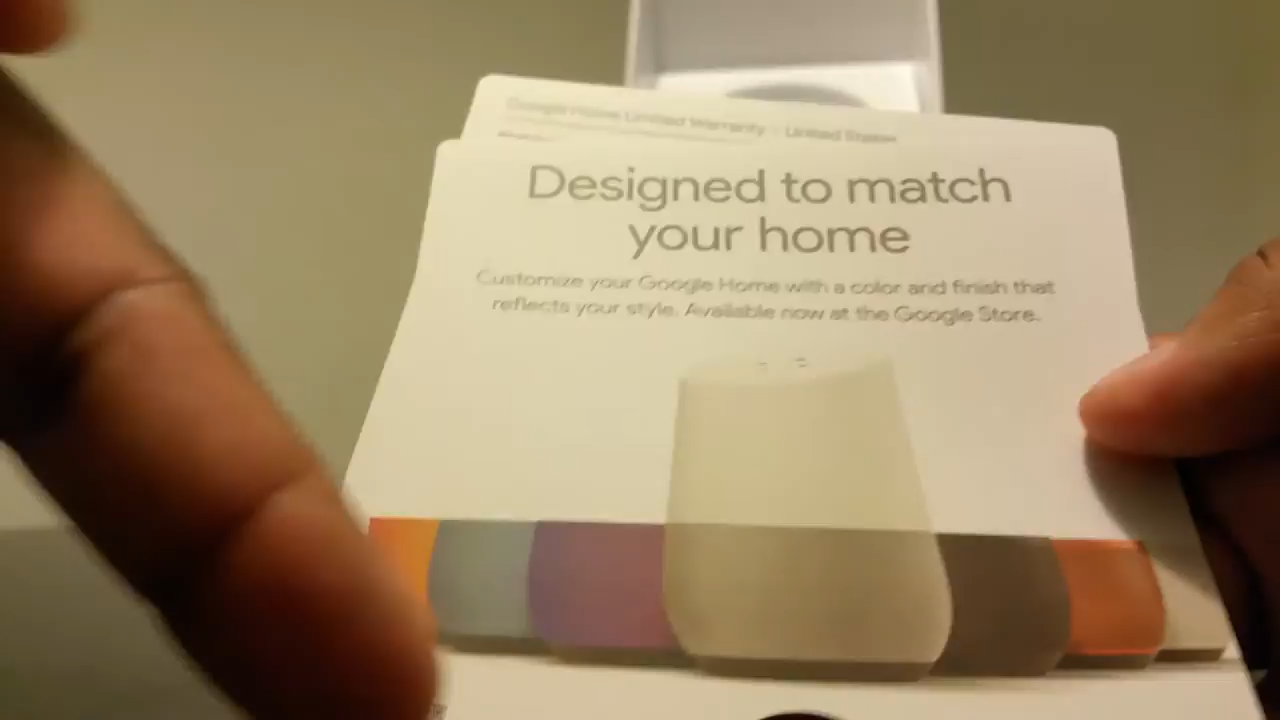 Google Home Limited Warranty - United States
Designed to match
your home
Customize your Google Home with a color and finish that
reflects your style. Available now at the Google Store.